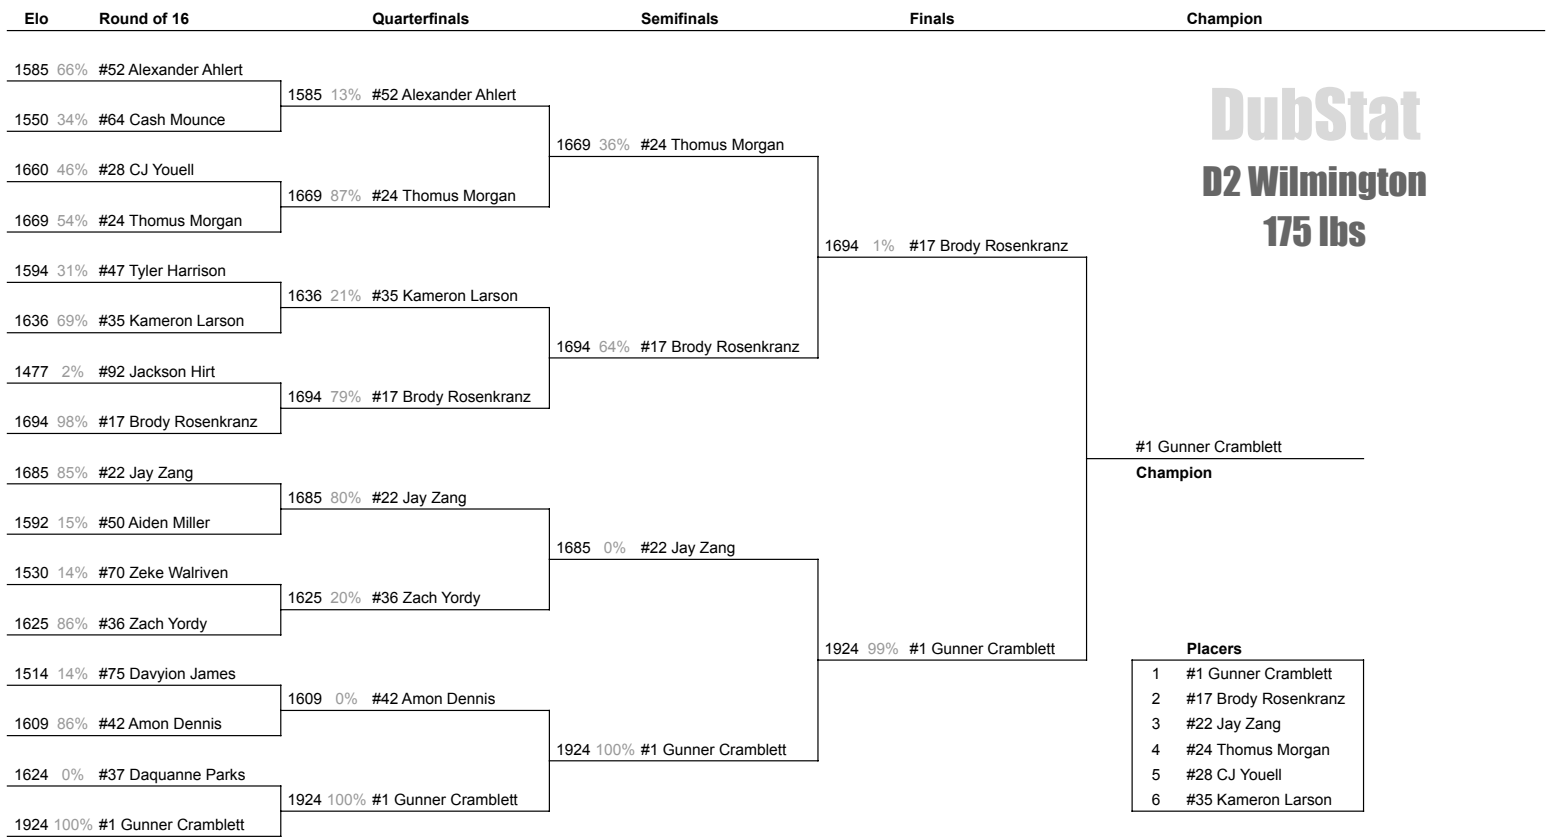 Elo Round of 16 Quarterfinals Semifinals Finals Champion
1585 66% #52 Alexander Ahlert
1585 13% #52 Alexander Ahlert
1550 34% #64 Cash Mounce
1669 36% #24 Thomus Morgan
1660 46% #28 CJ Youell
1669 87% #24 Thomus Morgan
1669 54% #24 Thomus Morgan
1694 1% #17 Brody Rosenkranz
1594 31% #47 Tyler Harrison
1636 21% #35 Kameron Larson
1636 69% #35 Kameron Larson
1694 64% #17 Brody Rosenkranz
1477 2% #92 Jackson Hirt
1694 79% #17 Brody Rosenkranz
1694 98% #17 Brody Rosenkranz
#1 Gunner Cramblett
Champion
1685 85% #22 Jay Zang
1685 80% #22 Jay Zang
1592 15% #50 Aiden Miller
1685 0% #22 Jay Zang
1530 14% #70 Zeke Walriven
1625 20% #36 Zach Yordy
1625 86% #36 Zach Yordy
1924 99% #1 Gunner Cramblett
1514 14% #75 Davyion James
1609 0% #42 Amon Dennis
1609 86% #42 Amon Dennis
1924 100% #1 Gunner Cramblett
1624 0% #37 Daquanne Parks
1924 100% #1 Gunner Cramblett
1924 100% #1 Gunner Cramblett
DubStat
D2 Wilmington
175 lbs
Placers
1 #1 Gunner Cramblett
2 #17 Brody Rosenkranz
3 #22 Jay Zang
4 #24 Thomus Morgan
5 #28 CJ Youell
6 #35 Kameron Larson